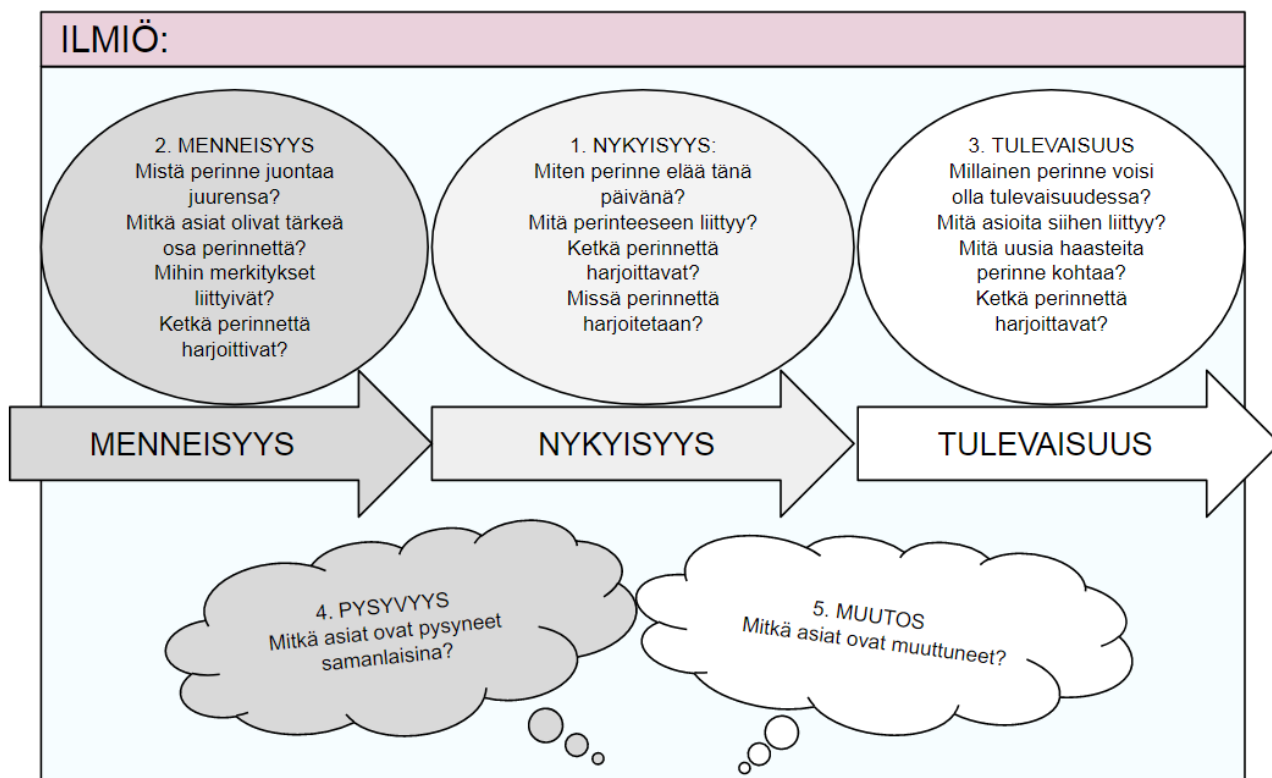 ILMIÖ:
2. MENNEISYYS
Mistä perinne juontaa
juurensa?
Mitkä asiat olivat tärkeä
osa perinnettä?
Mihin merkitykset
liittyivät?
Ketkä perinnettä
harjoittivat?
1. NYKYISYYS:
Miten perinne elää tänä
päivänä?
Mitä perinteeseen liittyy?
Ketkä perinnettä
harjoittavat?
Missä perinnettä
harjoitetaan?
3. TULEVAISUUS
Millainen perinne voisi
olla tulevaisuudessa?
Mitä asioita siihen liittyy?
Mitä uusia haasteita
perinne kohtaa?
Ketkä perinnettä
harjoittavat?
MENNEISYYS
NYKYISYYS
TULEVAISUUS
4. PYSYVYYS
Mitkä asiat ovat pysyneet
samanlaisina?
5. MUUTOS
Mitkä asiat ovat muuttuneet?